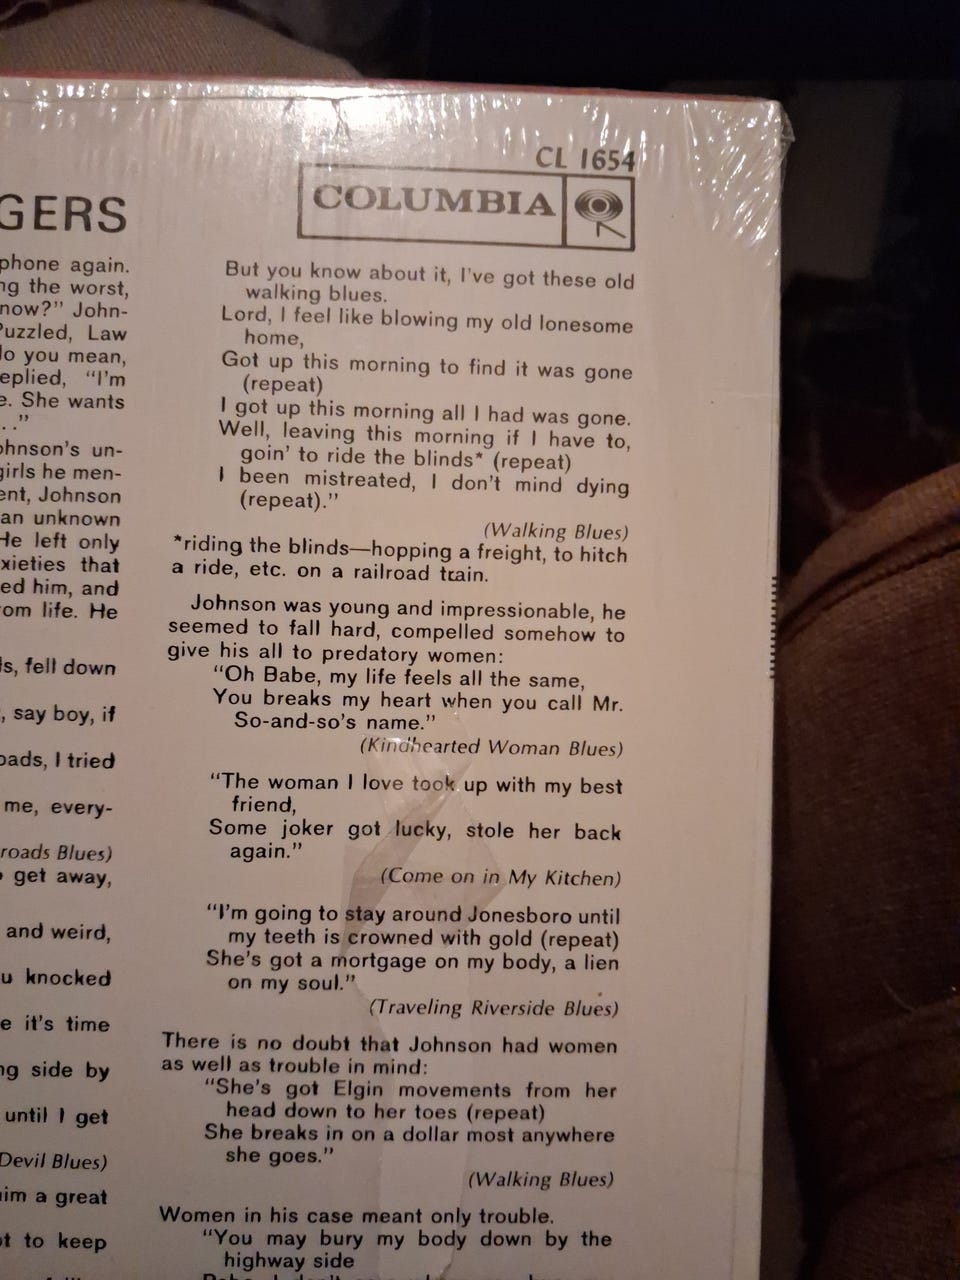 GERS
phone again.
the worst,
now?" John-
Law
you mean,
"I'm
She wants
. ."
un-
girls he men-
Johnson
an unknown
He left only
that
him, and
life. He
fell down
, say boy, if
I tried
me, every-
Blues)
get away,
and weird,
knocked
it's time
side by
until I get
Devil Blues)
a great
to keep
CL 1654
COLUMBIA
But you know about it, I've got these old
walking blues.
Lord, I feel like blowing my old lonesome
home,
Got up this morning to find it was gone
(repeat)
I got up this morning all I had was gone.
Well, leaving this morning if I have to,
goin' to ride the blinds* (repeat)
I been mistreated, I don't mind dying
(repeat)."
(Walking Blues)
*riding the blinds—hopping a freight, to hitch
a ride, etc. on a railroad train.
Johnson was young and impressionable, he
seemed to fall hard, compelled somehow to
give his all to predatory women:
"Oh Babe, my life feels all the same,
You breaks my heart when you call Mr.
So-and-so's name."
(Kindhearted Woman Blues)
"The woman I love took up with my best
friend,
Some joker got lucky, stole her back
again."
(Come on in My Kitchen)
"I'm going to stay around Jonesboro until
my teeth is crowned with gold (repeat)
She's got a mortgage on my body, a lien
on my soul."
(Traveling Riverside Blues)
There is no doubt that Johnson had women
as well as trouble in mind:
"She's got Elgin movements from her
head down to her toes (repeat)
She breaks in on a dollar most anywhere
she goes."
(Walking Blues)
Women in his case meant only trouble.
"You may bury my body down by the
highway side